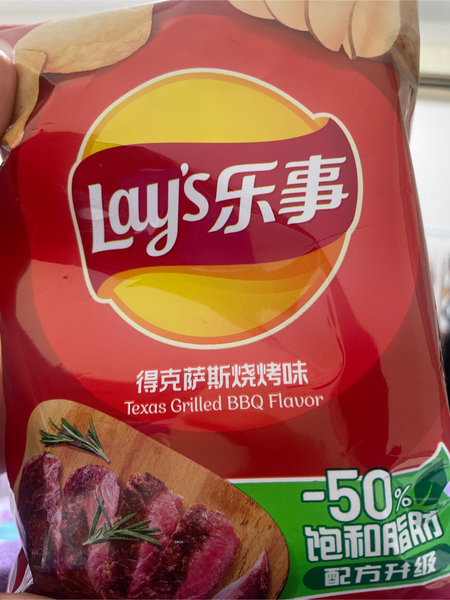 Lay's乐事
得克萨斯烧烤味
Texas Grilled BBQ Flavor
-50%
饱和脂肪
配方升级